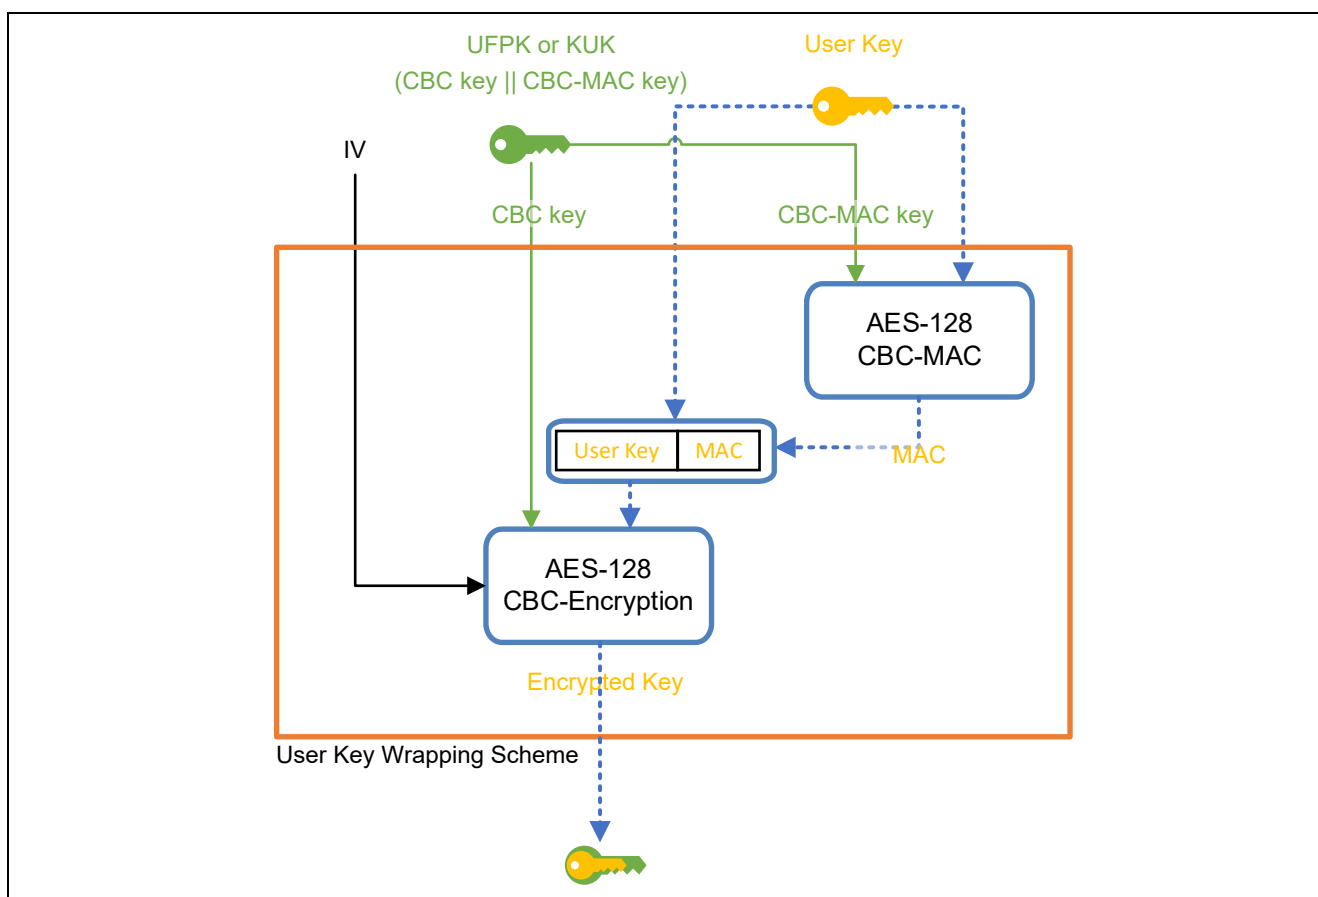 UFPK or KUK
(CBC key || CBC-MAC key)
User Key
IV
CBC key
CBC-MAC key
AES-128
CBC-MAC
User Key
MAC
MAC
AES-128
CBC-Encryption
Encrypted Key
User Key Wrapping Scheme